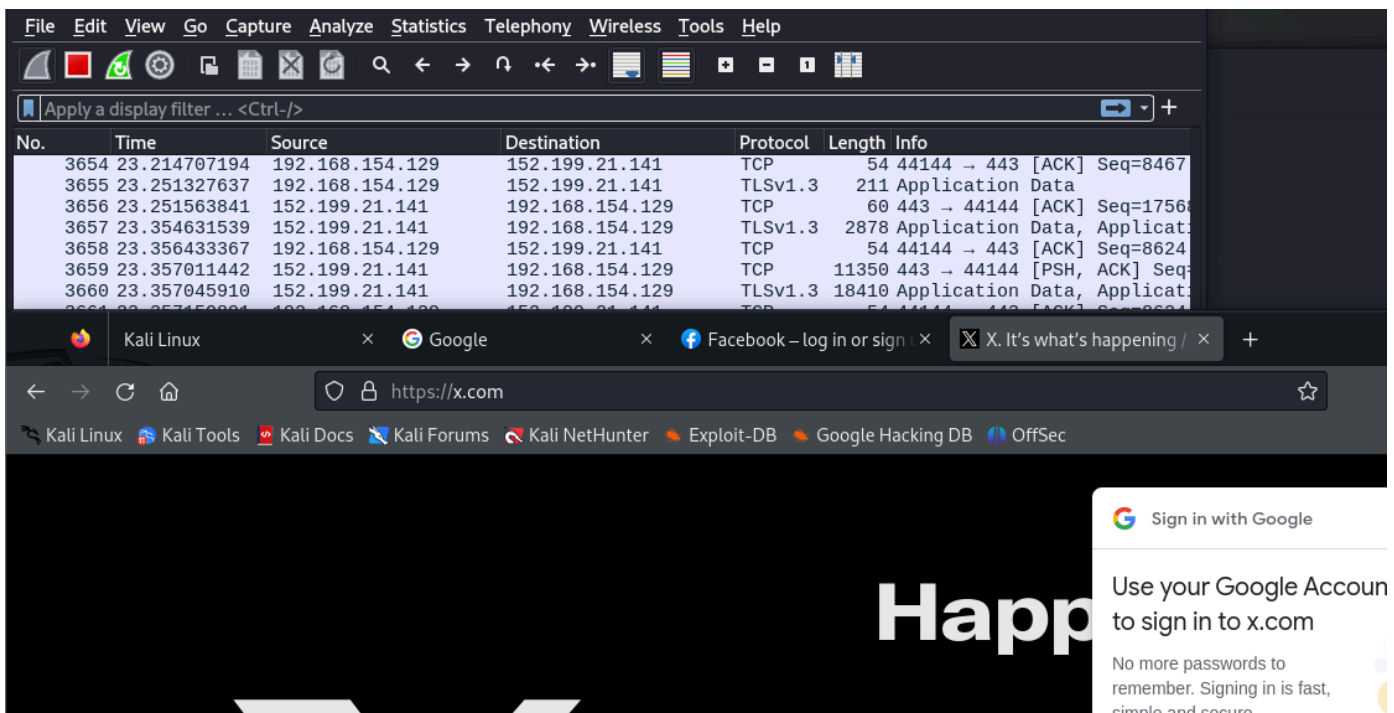 File Edit View Go Capture Analyze Statistics Telephony Wireless Tools Help
Apply a display filter ... <Ctrl-/>
No. Time Source Destination Protocol Length Info
3654 23.214707194 192.168.154.129 152.199.21.141 TCP 54 44144 → 443 [ACK] Seq=8467
3655 23.251327637 192.168.154.129 152.199.21.141 TLSv1.3 211 Application Data
3656 23.251563841 152.199.21.141 192.168.154.129 TCP 60 443 → 44144 [ACK] Seq=17568
3657 23.354631539 152.199.21.141 192.168.154.129 TLSv1.3 2878 Application Data, Applicati
3658 23.356433367 192.168.154.129 152.199.21.141 TCP 54 44144 → 443 [ACK] Seq=8624
3659 23.357011442 152.199.21.141 192.168.154.129 TCP 11350 443 → 44144 [PSH, ACK] Seq=
3660 23.357045910 152.199.21.141 192.168.154.129 TLSv1.3 18410 Application Data, Applicati
Kali Linux Google Facebook – log in or sign X. It's what's happening /
https://x.com
Kali Linux Kali Tools Kali Docs Kali Forums Kali NetHunter Exploit-DB Google Hacking DB OffSec
Sign in with Google
Happ
Use your Google Accoun
to sign in to x.com
No more passwords to
remember. Signing in is fast,
simple and secure